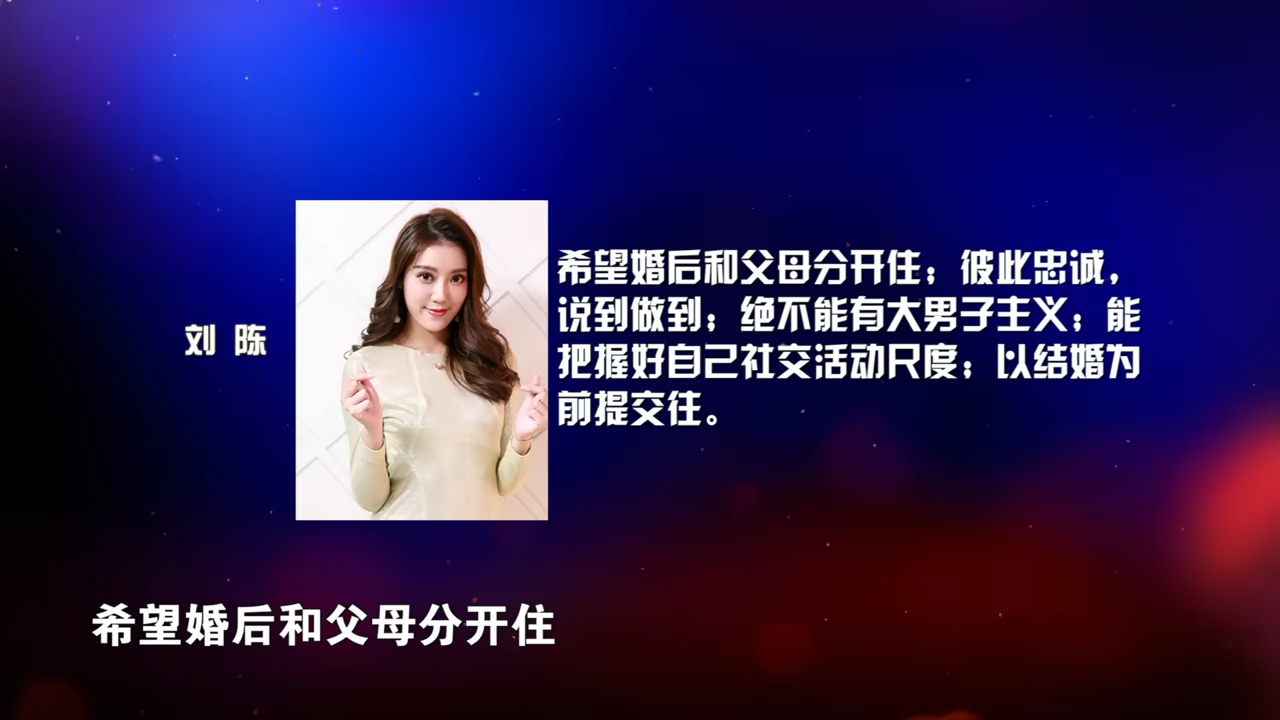 刘 陈
希望婚后和父母分开住；彼此忠诚，
说到做到；绝不能有大男子主义；能
把握好自己社交活动尺度；以结婚为
前提交往。
希望婚后和父母分开住